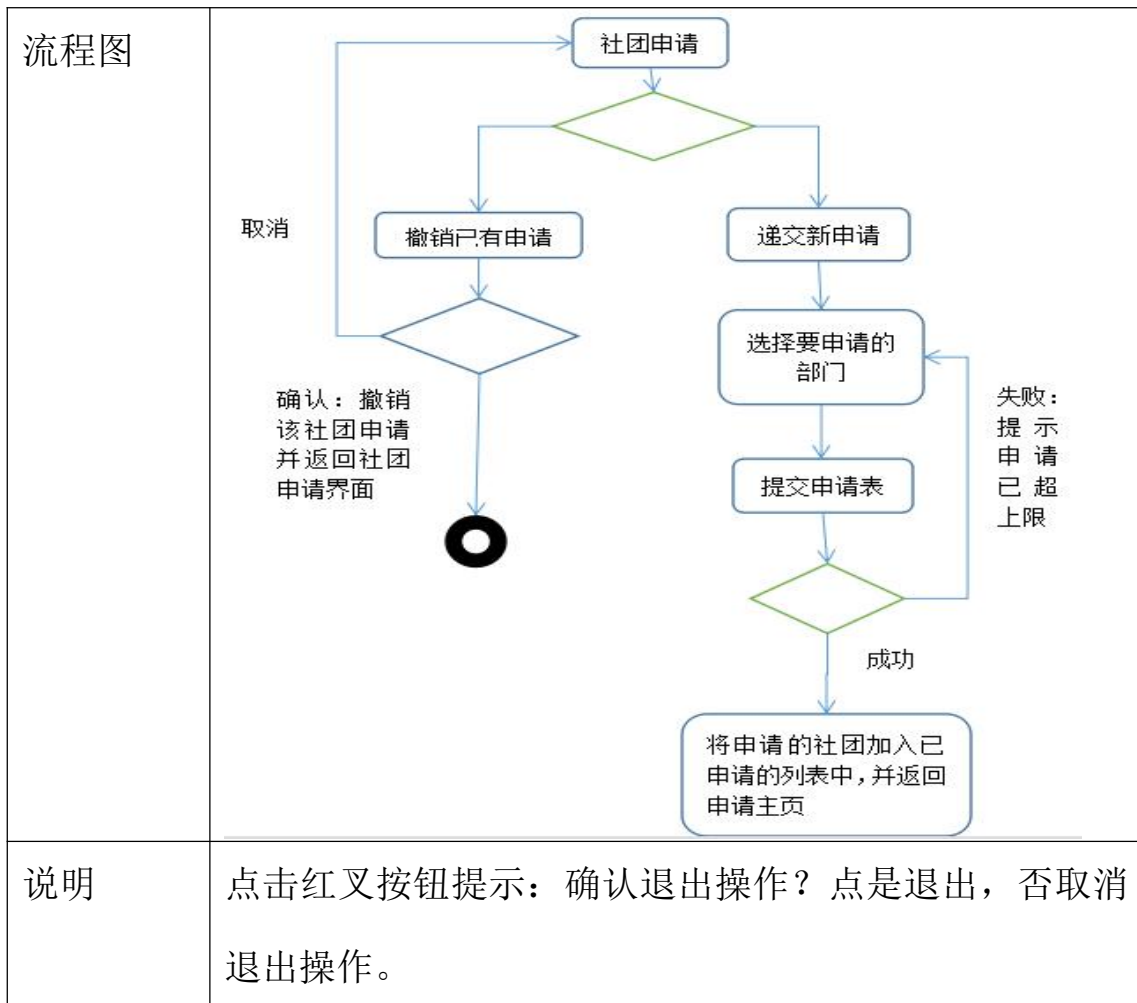 流程图
社团申请
取消
撤销已有申请
递交新申请
选择要申请的
部门
确认：撤销
该社团申请
并返回社团
申请界面
失败：
提示
申请
已超
上限
提交申请表
成功
将申请的社团加入已
申请的列表中，并返回
申请主页
说明
点击红叉按钮提示：确认退出操作？点是退出，否取消
退出操作。